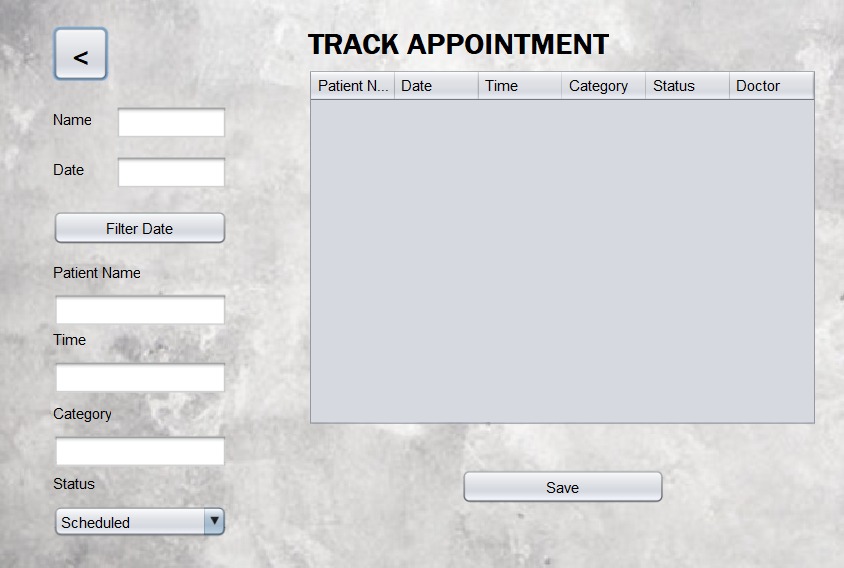 <
TRACK APPOINTMENT
Patient N... Date Time Category Status Doctor
Name
Date
Filter Date
Patient Name
Time
Category
Status
Scheduled
Save